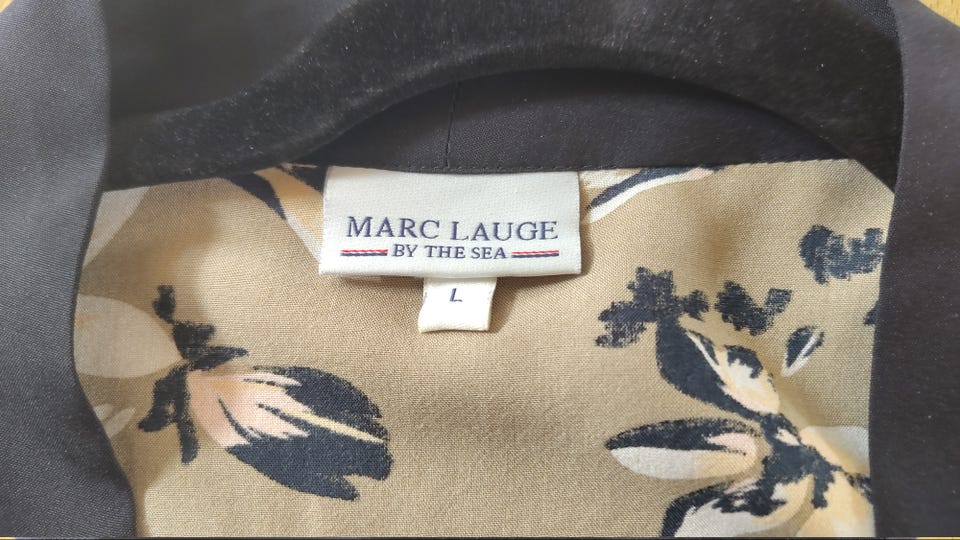 MARC LAUGE
BY THE SEA
L